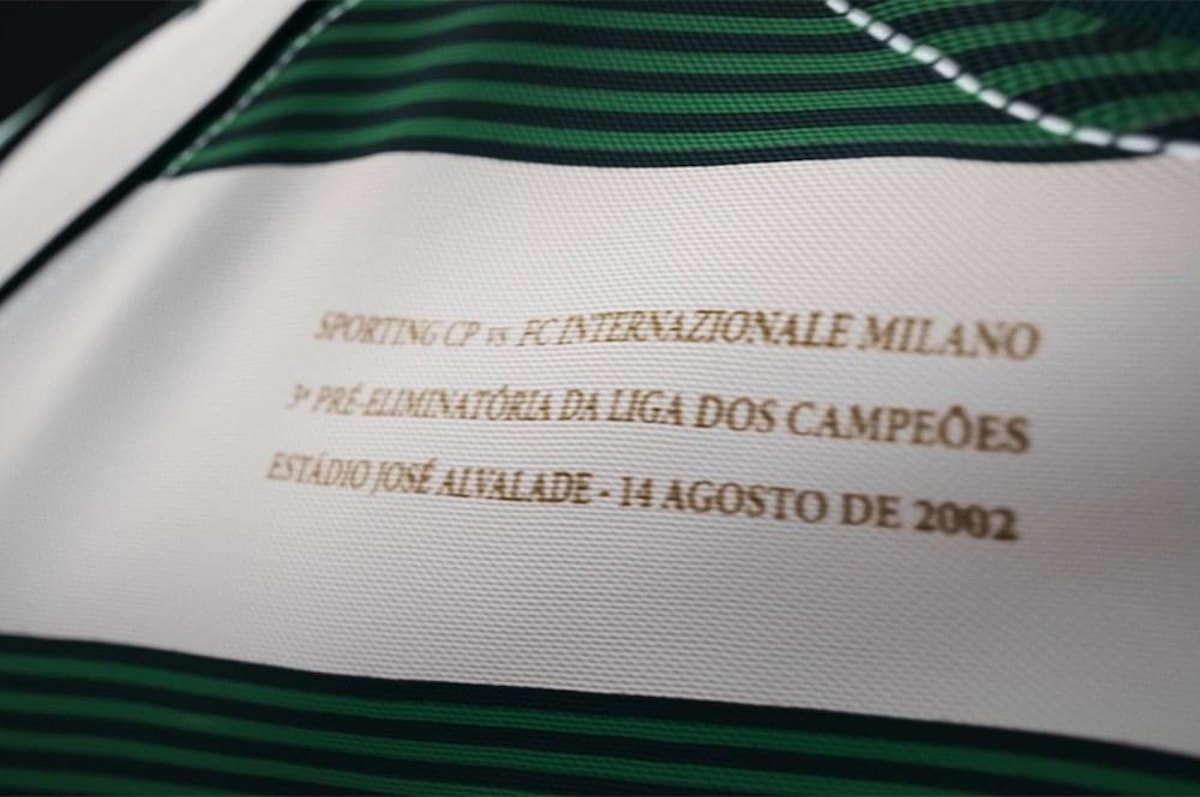 SPORTING CP vs FC INTERNAZIONALE MILANO
3ª PRÉ-ELIMINATÓRIA DA LIGA DOS CAMPEÕES
ESTÁDIO JOSÉ ALVALADE - 14 AGOSTO DE 2002